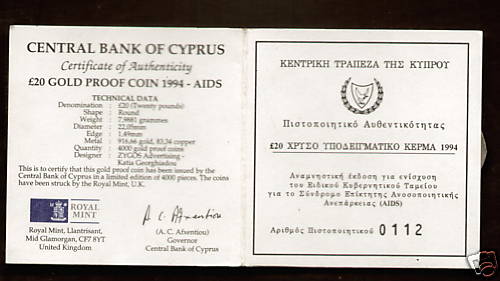 CENTRAL BANK OF CYPRUS
Certificate of Authenticity
£20 GOLD PROOF COIN 1994 - AIDS
TECHNICAL DATA
Denomination : £20 (Twenty pounds)
Shape : Round
Weight : 7.9881 grammes
Diameter : 22,05mm
Edge : 1,49mm
Metal : 916,66 gold, 83,34 copper
Quantity : 4000 gold proof coins
Designer : ZYGOS Advertising -
Katia Georghiadou
This is to certify that this gold proof coin has been issued by the
Central Bank of Cyprus in a limited edition of 4000 pieces. The coins
have been struck by the Royal Mint, U.K.
ROYAL
MINT
Royal Mint, Llantrisant,
Mid Glamorgan, CF7 8YT
United Kingdom
A. C. Afxentiou
(A. C. Afxentiou)
Governor
Central Bank of Cyprus
ΚΕΝΤΡΙΚΗ ΤΡΑΠΕΖΑ ΤΗΣ ΚΥΠΡΟΥ
Πιστοποιητικό Αυθεντικότητας
£20 ΧΡΥΣΟ ΥΠΟΔΕΙΓΜΑΤΙΚΟ ΚΕΡΜΑ 1994
Αναμνηστική έκδοση για ενίσχυση
του Ειδικού Κυβερνητικού Ταμείου
για το Σύνδρομο Επίκτητης Ανοσοποιητικής
Ανεπάρκειας (AIDS)
Αριθμός Πιστοποιητικού 0112